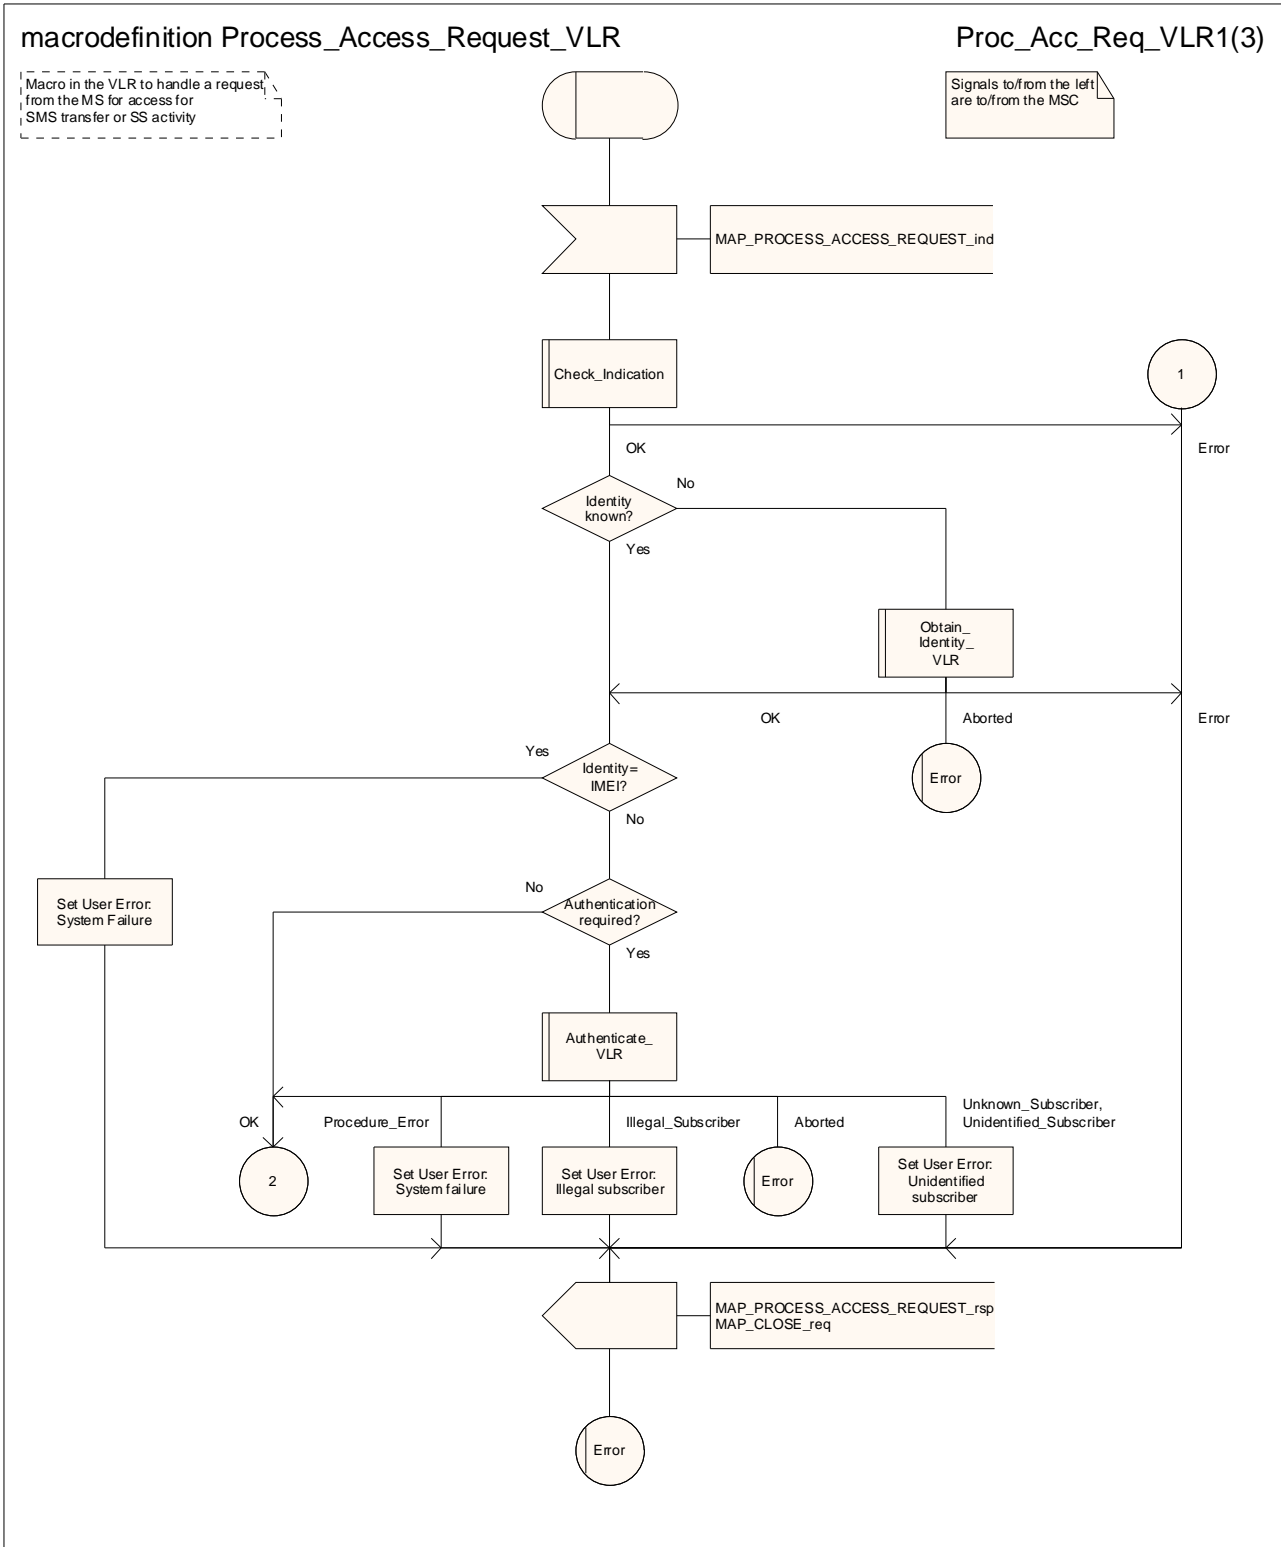 macrodefinition Process_Access_Request_VLR
Proc_Acc_Req_VLR1(3)
Macro in the VLR to handle a request
from the MS for access for
SMS transfer or SS activity
Signals to/from the left
are to/from the MSC
MAP_PROCESS_ACCESS_REQUEST_ind
Check_Indication
1
OK
Error
Identity
known?
No
Yes
Obtain_
Identity_
VLR
OK
Aborted
Error
Yes
Identity=
IMEI?
Error
No
Set User Error:
System Failure
No
Authentication
required?
Yes
Authenticate_
VLR
OK
Procedure_Error
Illegal_Subscriber
Aborted
Unknown_Subscriber,
Unidentified_Subscriber
2
Set User Error:
System failure
Set User Error:
Illegal subscriber
Error
Set User Error:
Unidentified
subscriber
MAP_PROCESS_ACCESS_REQUEST_rsp
MAP_CLOSE_req
Error